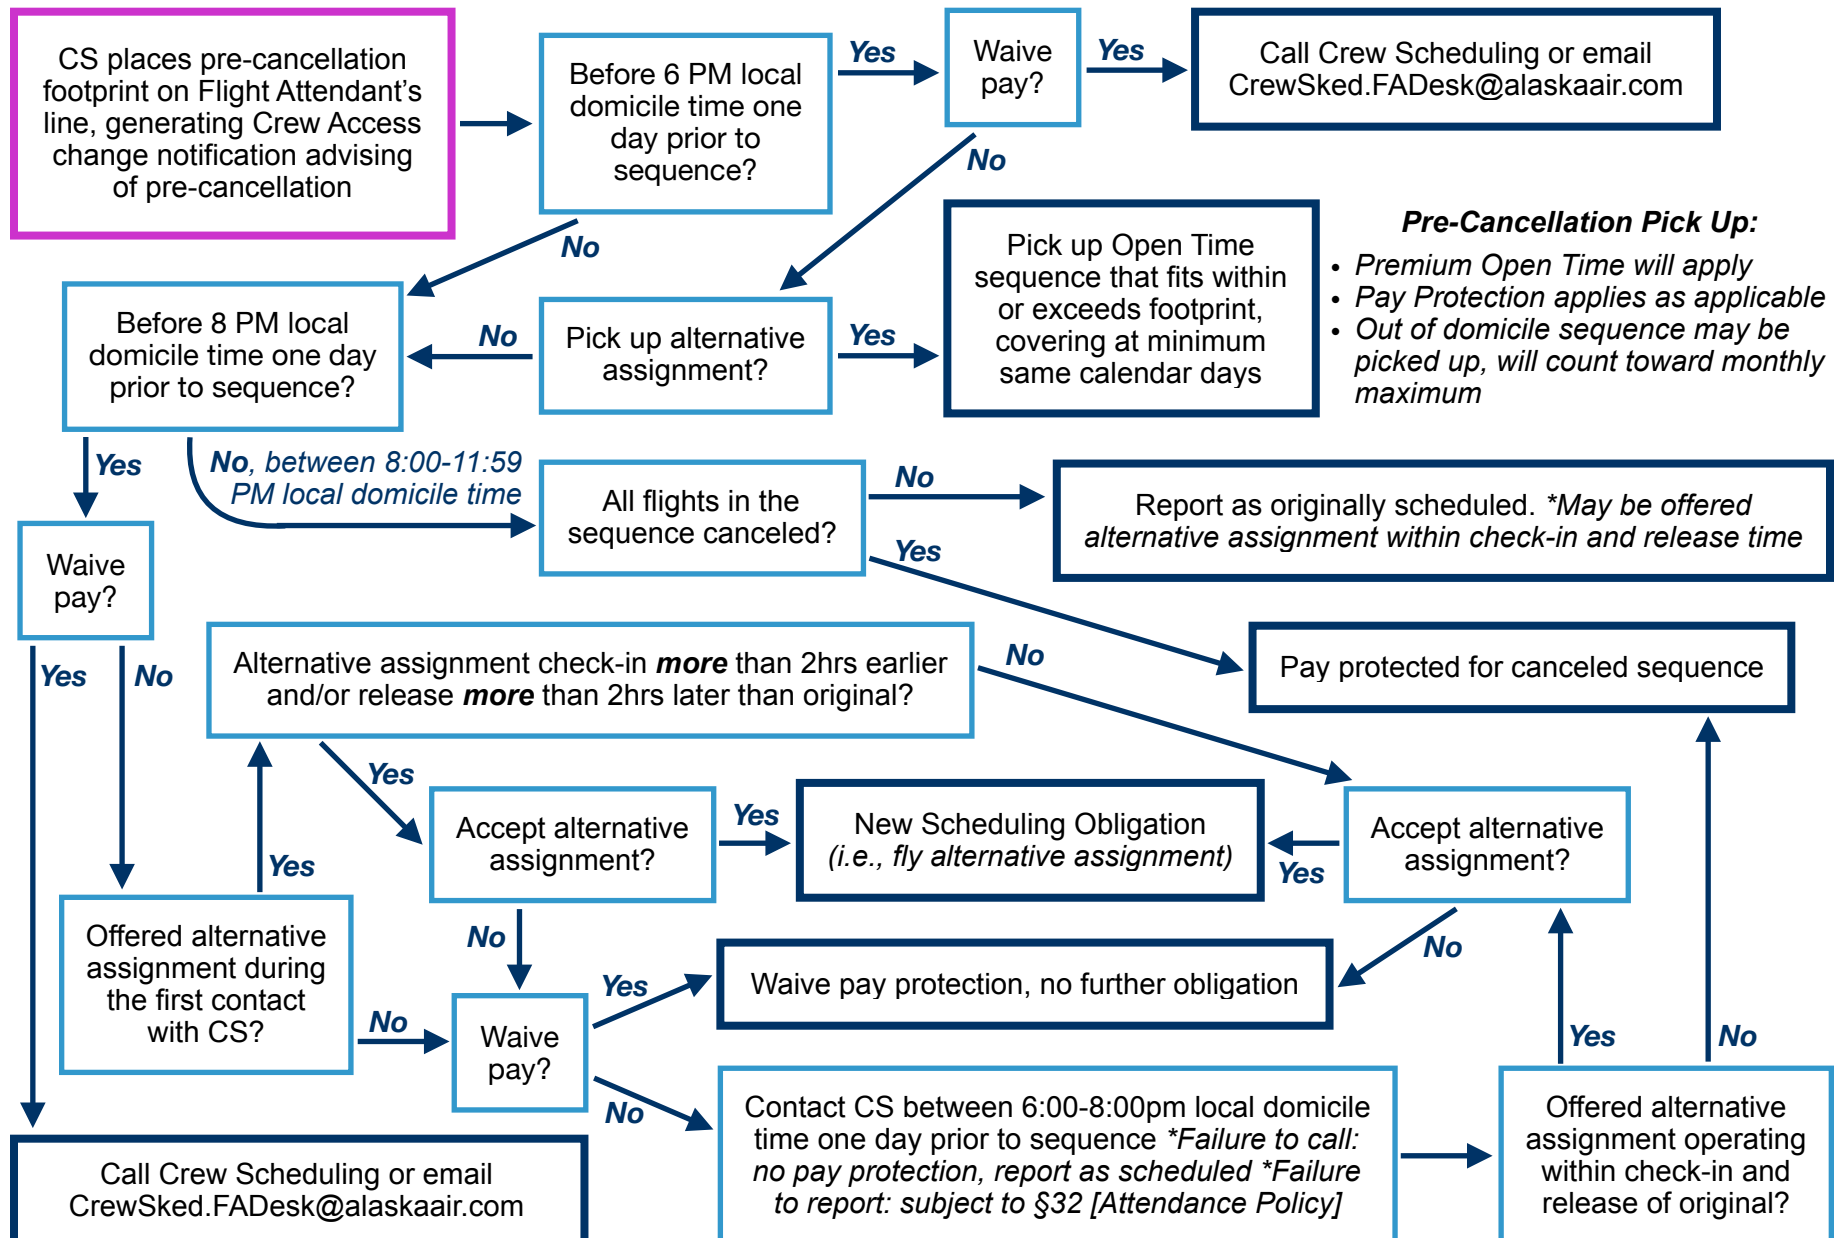 CS places pre-cancellation
footprint on Flight Attendant's
line, generating Crew Access
change notification advising
of pre-cancellation
Before 6 PM local
domicile time one
day prior to
sequence?
Yes
Waive
pay?
Yes
Call Crew Scheduling or email
CrewSked.FADesk@alaskaair.com
No
No
Pick up Open Time
sequence that fits within
or exceeds footprint,
covering at minimum
same calendar days
Pre-Cancellation Pick Up:
• Premium Open Time will apply
• Pay Protection applies as applicable
• Out of domicile sequence may be
picked up, will count toward monthly
maximum
Before 8 PM local
domicile time one day
prior to sequence?
No
Pick up alternative
assignment?
Yes
Yes
No, between 8:00-11:59
PM local domicile time
All flights in the
sequence canceled?
No
Report as originally scheduled. *May be offered
alternative assignment within check-in and release time
Yes
Waive
pay?
Yes
No
Alternative assignment check-in more than 2hrs earlier
and/or release more than 2hrs later than original?
No
Pay protected for canceled sequence
Yes
Accept alternative
assignment?
Yes
New Scheduling Obligation
(i.e., fly alternative assignment)
Yes
Accept alternative
assignment?
Yes
Offered alternative
assignment during
the first contact
with CS?
No
No
Waive
pay?
Yes
Waive pay protection, no further obligation
No
Yes
No
No
Contact CS between 6:00-8:00pm local domicile
time one day prior to sequence *Failure to call:
no pay protection, report as scheduled *Failure
to report: subject to §32 [Attendance Policy]
Offered alternative
assignment operating
within check-in and
release of original?
Call Crew Scheduling or email
CrewSked.FADesk@alaskaair.com